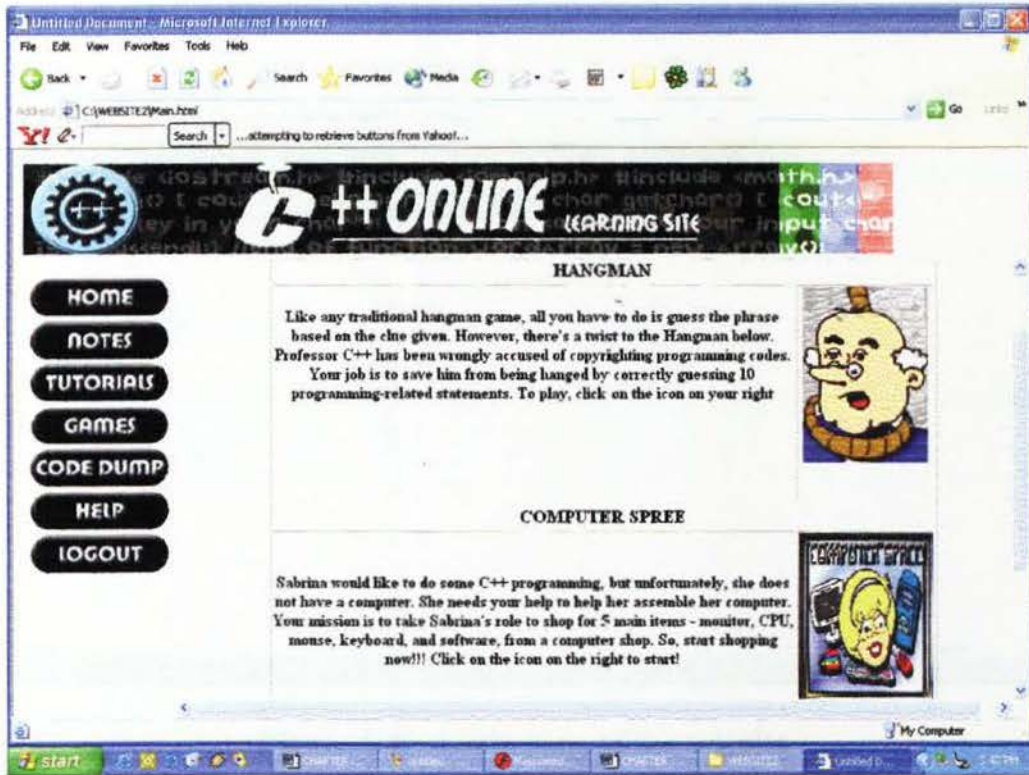 Untitled Document - Microsoft Internet Explorer
File Edit View Favorites Tools Help
Back Search Favorites Media
Address C:\WEBSITE2\Main.html Go Links
Y! Search ...attempting to retrieve buttons from Yahoo!...
C++
C++ ONLINE LEARNING SITE
HOME
NOTES
TUTORIALS
GAMES
CODE DUMP
HELP
LOGOUT
HANGMAN
Like any traditional hangman game, all you have to do is guess the phrase
based on the clue given. However, there's a twist to the Hangman below.
Professor C++ has been wrongly accused of copyrighting programming codes.
Your job is to save him from being hanged by correctly guessing 10
programming-related statements. To play, click on the icon on your right
COMPUTER SPREE
Sabrina would like to do some C++ programming, but unfortunately, she does
not have a computer. She needs your help to help her assemble her computer.
Your mission is to take Sabrina's role to shop for 5 main items - monitor, CPU,
mouse, keyboard, and software, from a computer shop. So, start shopping
now!!! Click on the icon on the right to start!
My Computer
start